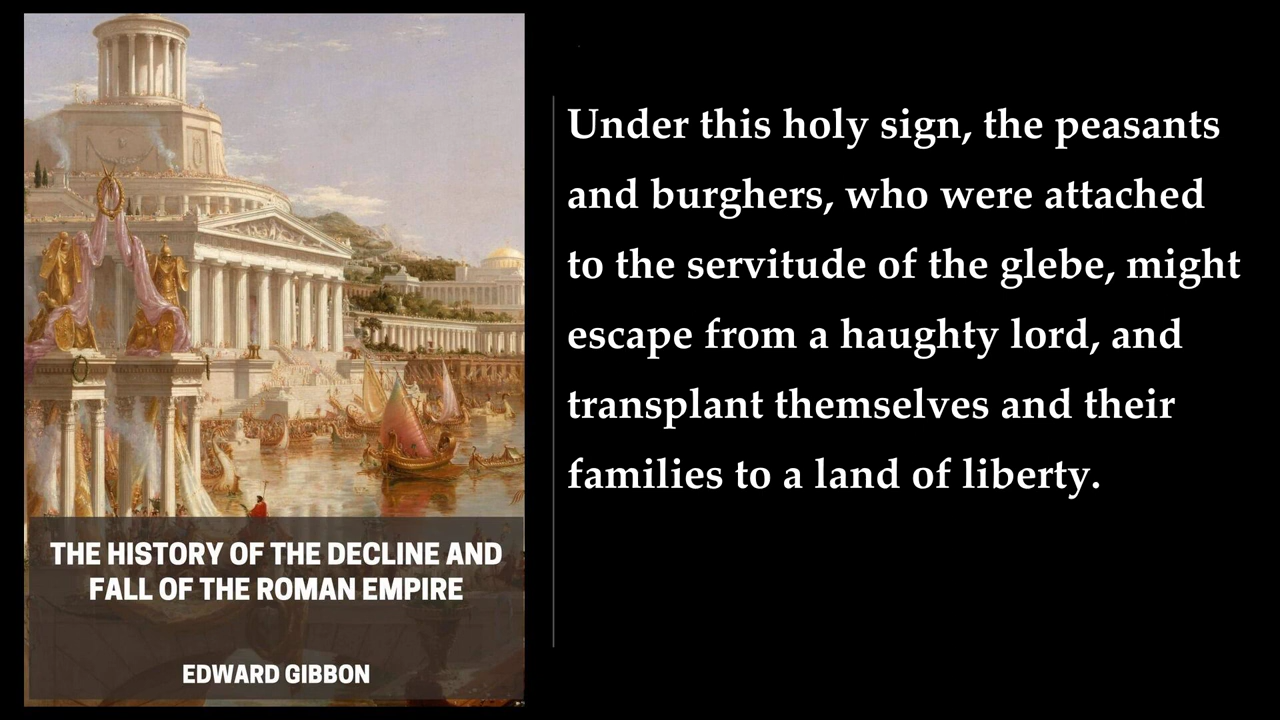 THE HISTORY OF THE DECLINE AND
FALL OF THE ROMAN EMPIRE
EDWARD GIBBON
Under this holy sign, the peasants
and burghers, who were attached
to the servitude of the glebe, might
escape from a haughty lord, and
transplant themselves and their
families to a land of liberty.